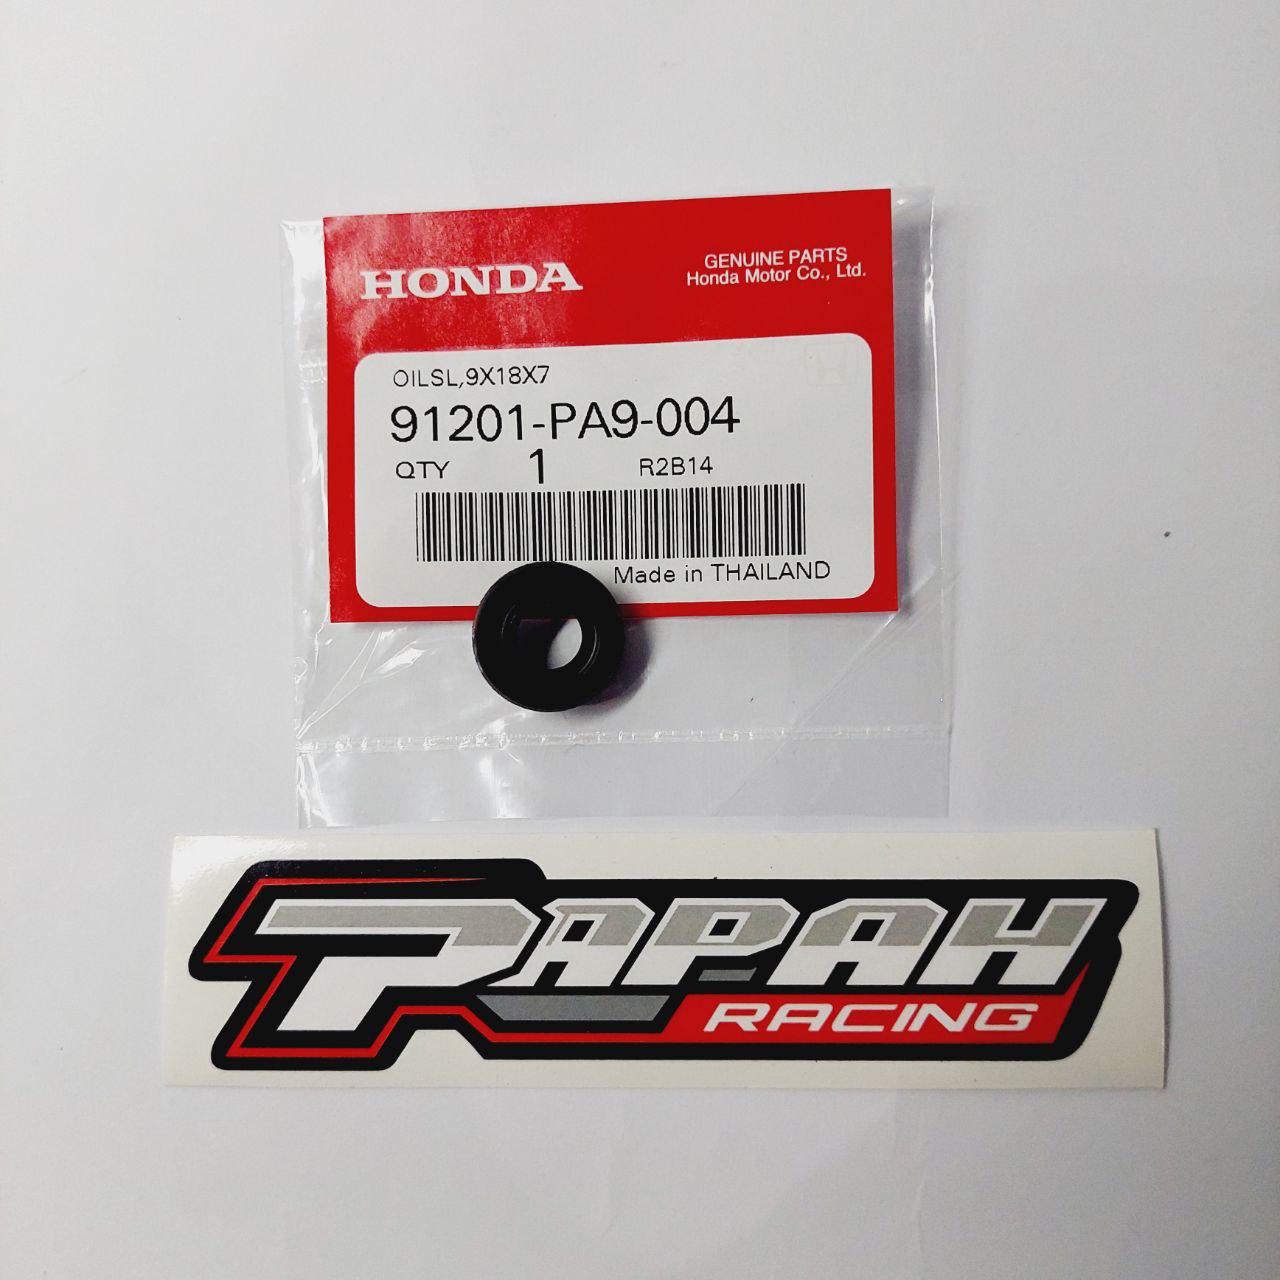 HONDA
GENUINE PARTS
Honda Motor Co., Ltd.
OILSL,9X18X7
91201-PA9-004
QTY 1 R2B14
Made in THAILAND
PAPAH
RACING